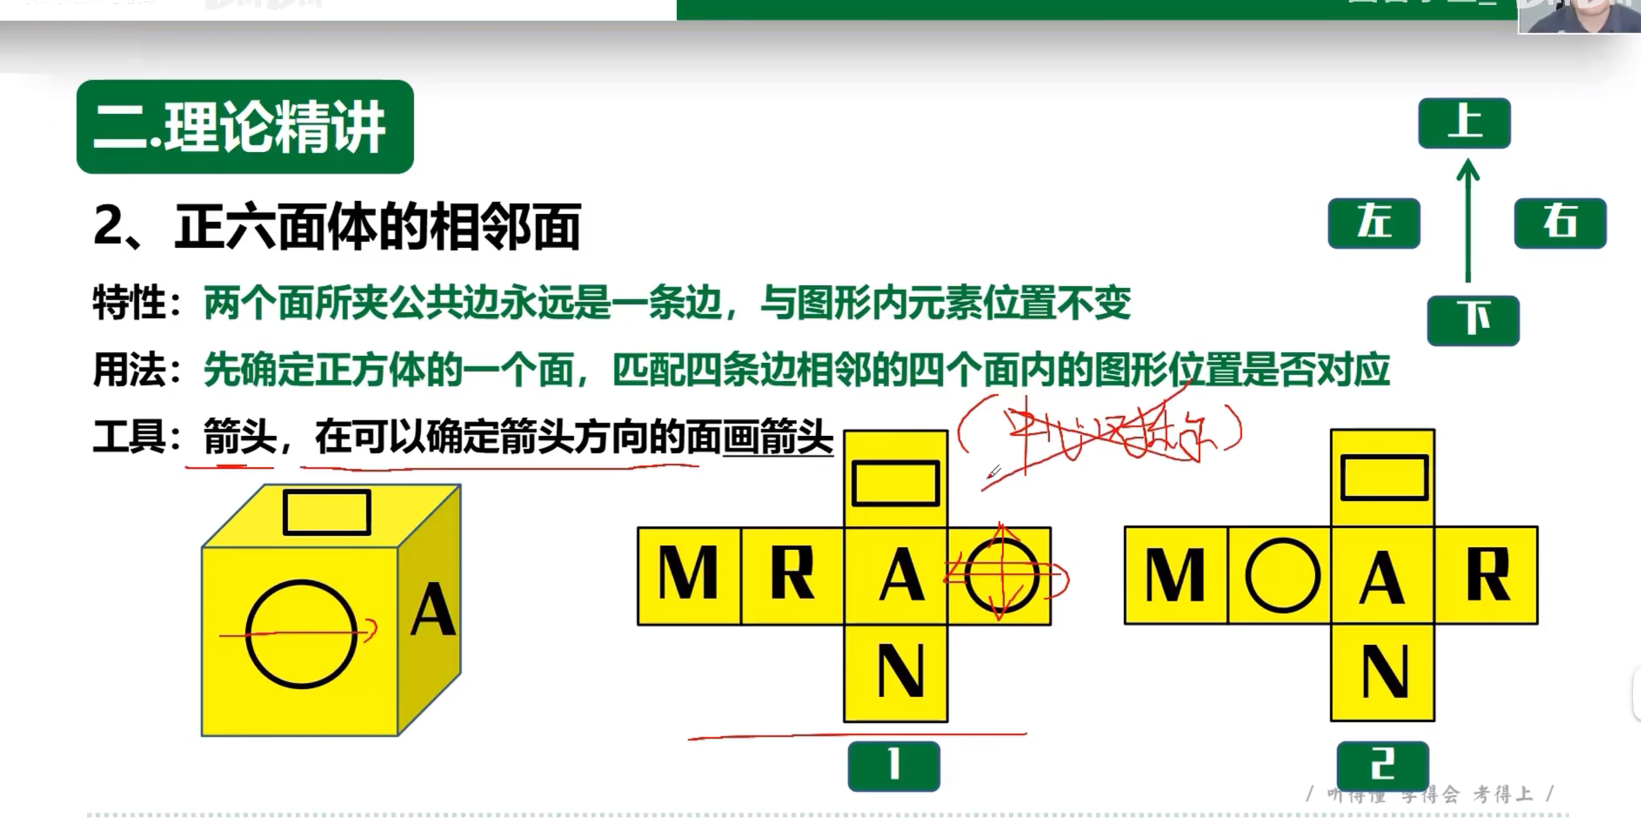 二.理论精讲
上
左 右
下
2、正六面体的相邻面
特性：两个面所夹公共边永远是一条边，与图形内元素位置不变
用法：先确定正方体的一个面，匹配四条边相邻的四个面内的图形位置是否对应
工具：箭头，在可以确定箭头方向的面画箭头
A
M R A
N
1
M A R
N
2
/ 听得懂 学得会 考得上 /